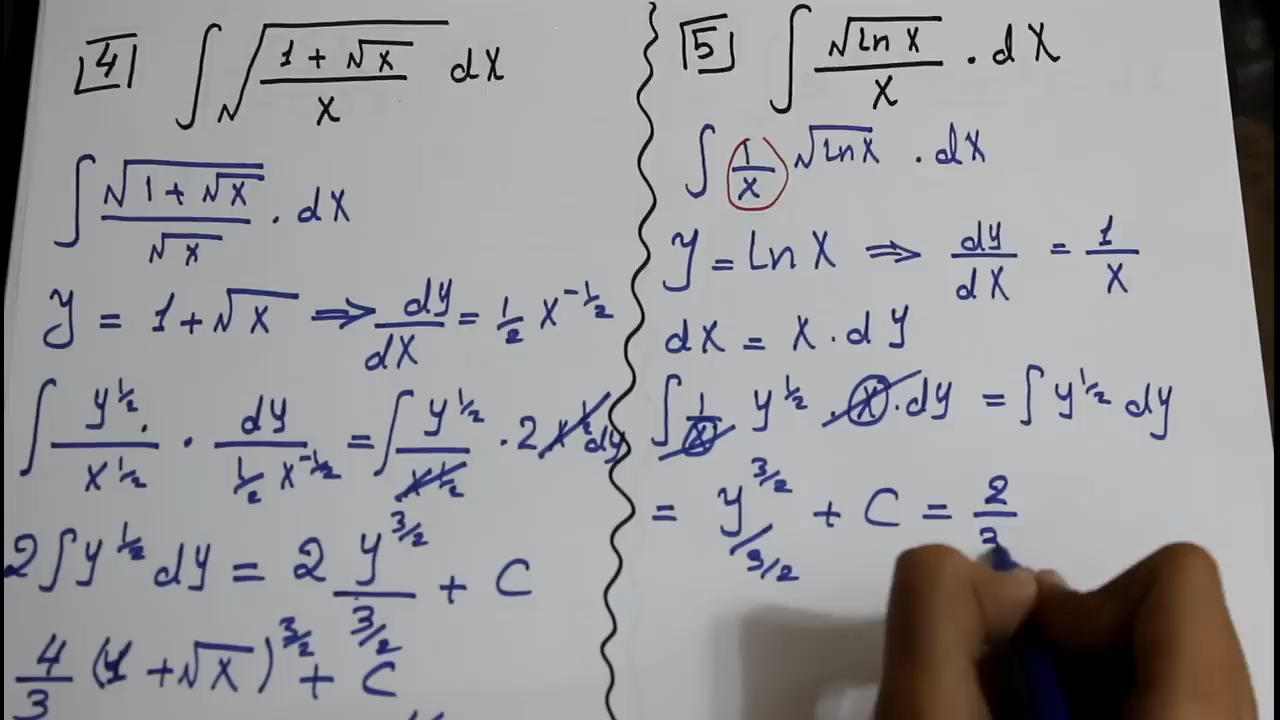 4 ∫ √((1 + √x)/x) dx
∫ √(1 + √x)/√x . dx
y = 1 + √x ⇒ dy/dx = 1/2 x^(-1/2)
∫ y^(1/2)/x^(1/2) . dy/(1/2 x^(-1/2)) = ∫ y^(1/2)/x^(1/2) . 2 x^(1/2) dy
2∫y^(1/2) dy = 2 y^(3/2)/(3/2) + C
4/3 (1 + √x)^(3/2) + C
5 ∫ √(Ln x)/x . dx
∫ 1/x √(Ln x) . dx
y = Ln x ⇒ dy/dx = 1/x
dx = x . dy
∫ 1/x y^(1/2) . x . dy = ∫ y^(1/2) dy
= y^(3/2)/(3/2) + C = 2/3